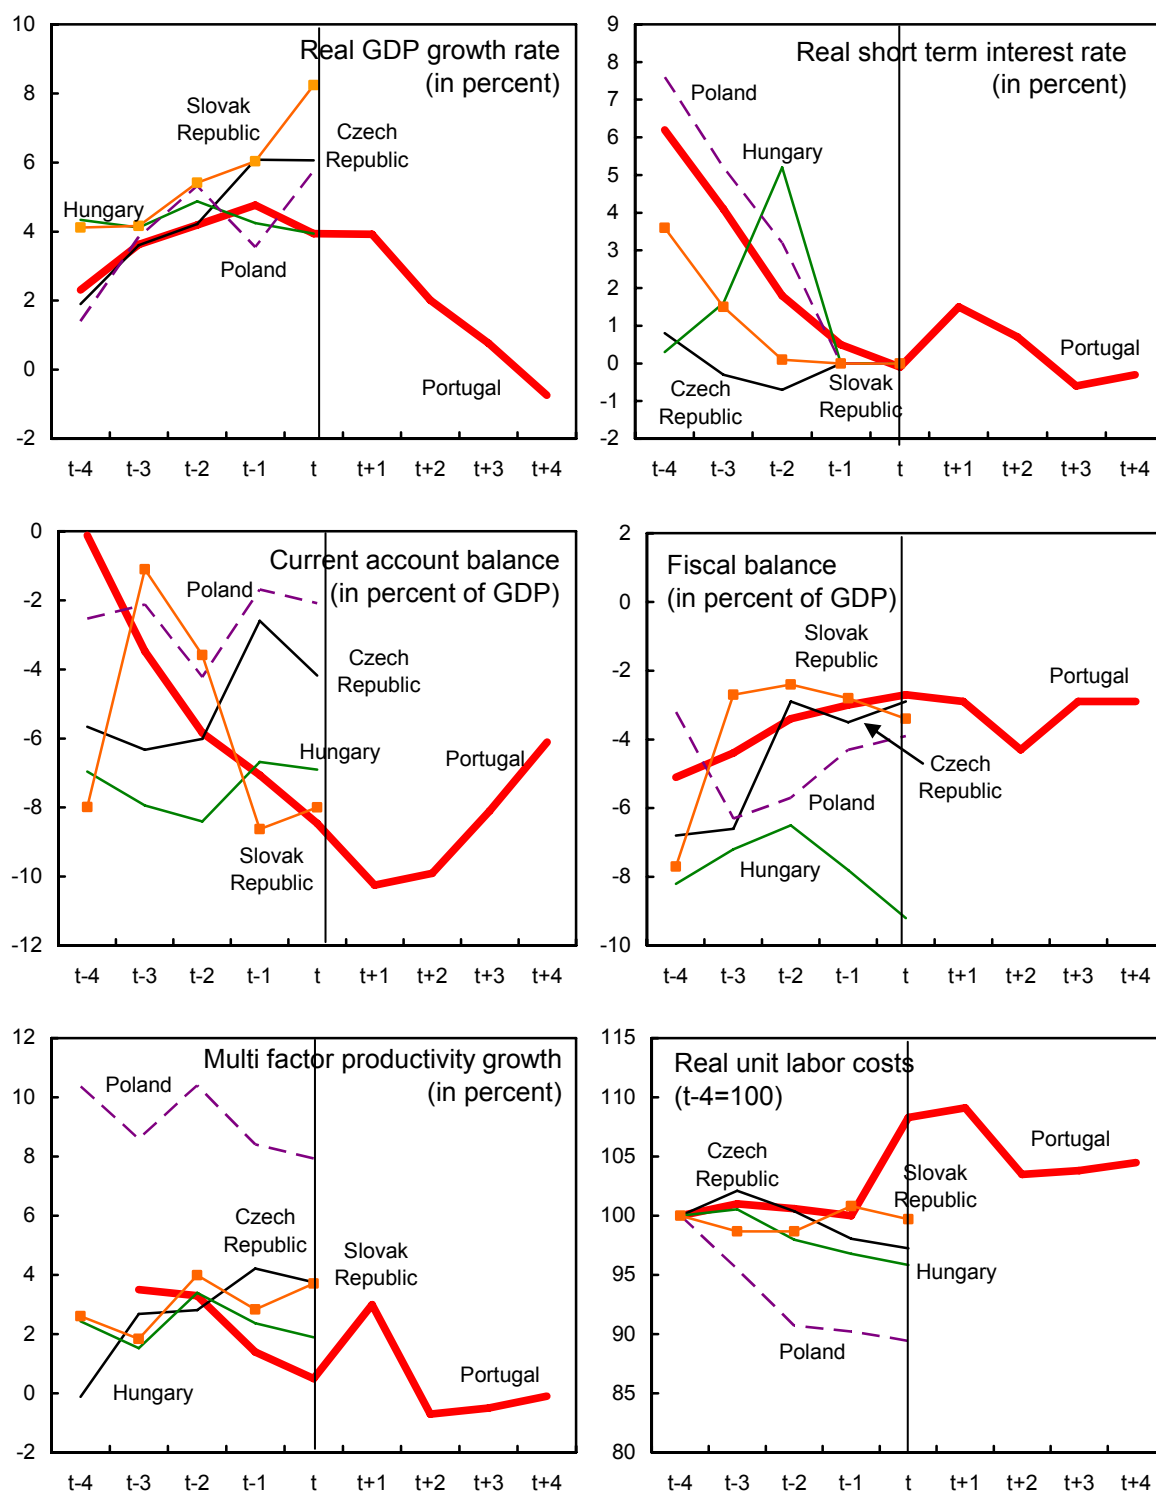 Real GDP growth rate
(in percent)
10
8
6
4
2
0
-2
Slovak
Republic
Czech
Republic
Hungary
Poland
Portugal
t-4 t-3 t-2 t-1 t t+1 t+2 t+3 t+4
Real short term interest rate
(in percent)
9
8
7
6
5
4
3
2
1
0
-1
-2
Poland
Hungary
Portugal
Czech
Republic
Slovak
Republic
t-4 t-3 t-2 t-1 t t+1 t+2 t+3 t+4
Current account balance
(in percent of GDP)
0
-2
-4
-6
-8
-10
-12
Poland
Czech
Republic
Hungary
Portugal
Slovak
Republic
t-4 t-3 t-2 t-1 t t+1 t+2 t+3 t+4
Fiscal balance
(in percent of GDP)
2
0
-2
-4
-6
-8
-10
Slovak
Republic
Portugal
Czech
Republic
Poland
Hungary
t-4 t-3 t-2 t-1 t t+1 t+2 t+3 t+4
Multi factor productivity growth
(in percent)
12
10
8
6
4
2
0
-2
Poland
Czech
Republic
Slovak
Republic
Hungary
Portugal
t-4 t-3 t-2 t-1 t t+1 t+2 t+3 t+4
Real unit labor costs
(t-4=100)
115
110
105
100
95
90
85
80
Czech
Republic
Portugal
Slovak
Republic
Hungary
Poland
t-4 t-3 t-2 t-1 t t+1 t+2 t+3 t+4